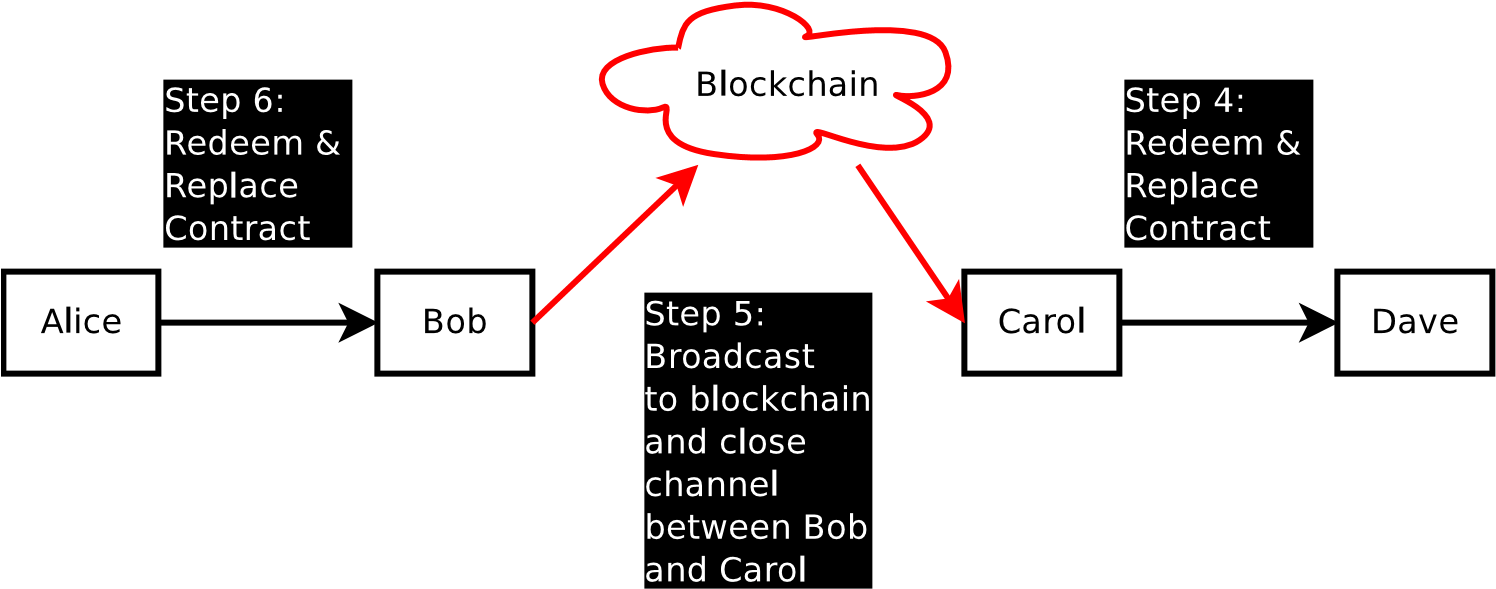 Blockchain
Step 6:
Redeem &
Replace
Contract
Step 4:
Redeem &
Replace
Contract
Alice
Bob
Carol
Dave
Step 5:
Broadcast
to blockchain
and close
channel
between Bob
and Carol